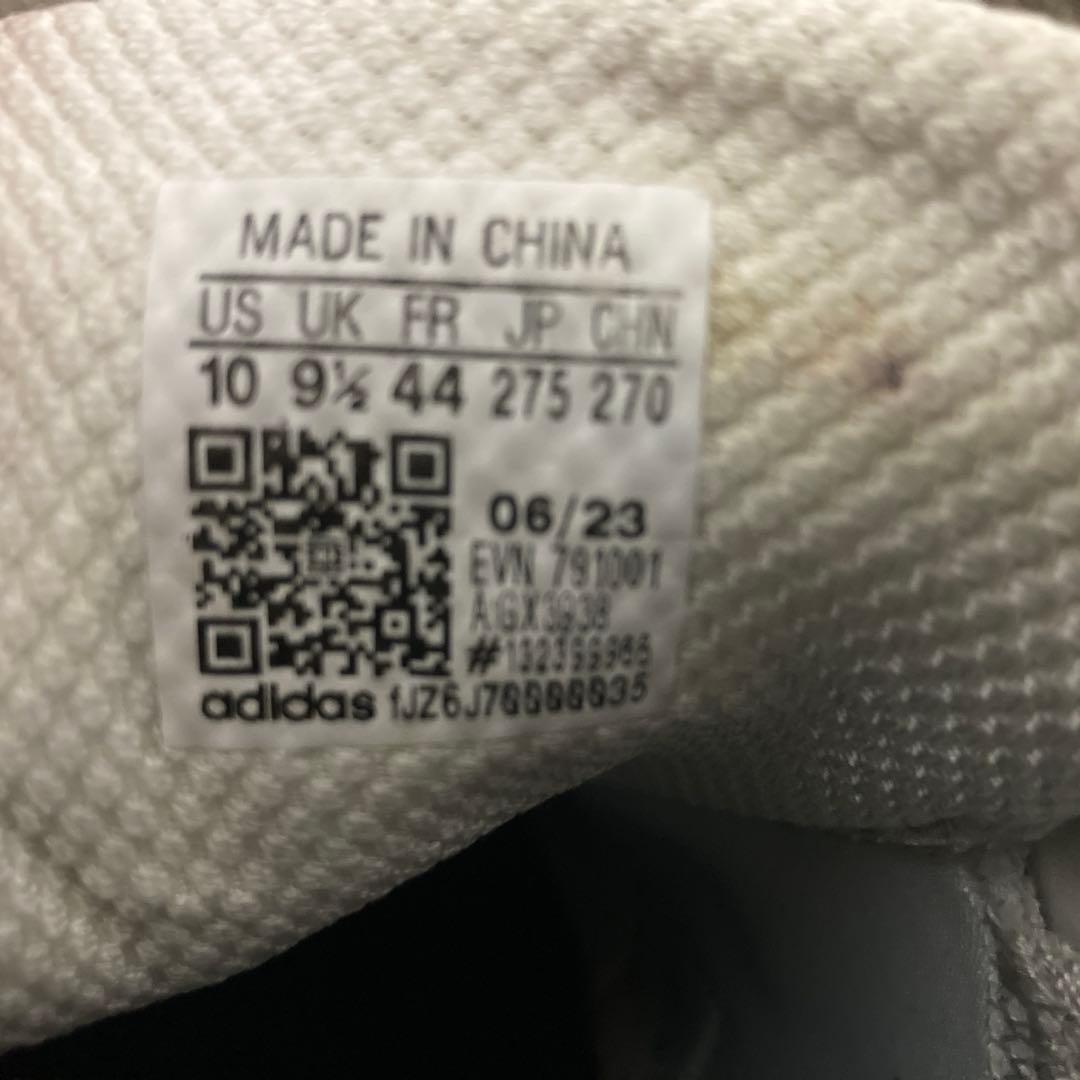 MADE IN CHINA
US UK FR JP CHN
10 9½ 44 275 270
06/23
EVN 791001
adidas